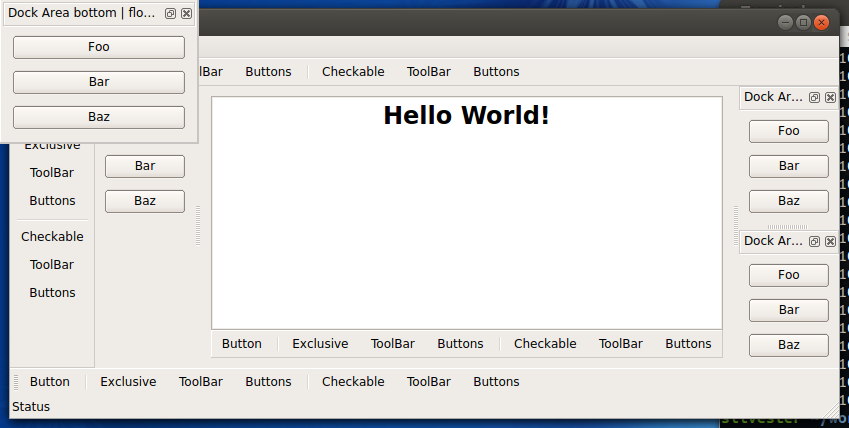 Dock Area bottom | flo...
Foo
Bar
Baz
lBar Buttons Checkable ToolBar Buttons
Exclusive
ToolBar
Buttons
Checkable
ToolBar
Buttons
Bar
Baz
Hello World!
Button Exclusive ToolBar Buttons Checkable ToolBar Buttons
Dock Ar...
Foo
Bar
Baz
Dock Ar...
Foo
Bar
Baz
Button Exclusive ToolBar Buttons Checkable ToolBar Buttons
Status